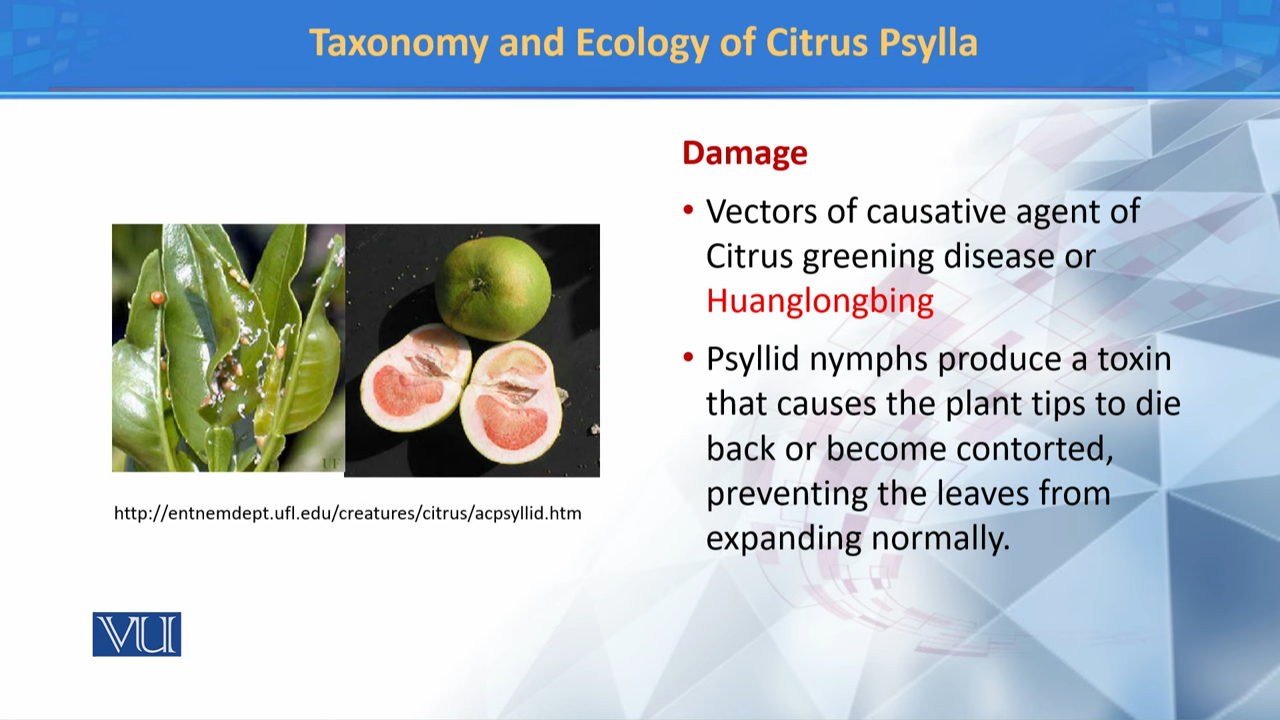 Taxonomy and Ecology of Citrus Psylla
Damage
• Vectors of causative agent of
Citrus greening disease or
Huanglongbing
• Psyllid nymphs produce a toxin
that causes the plant tips to die
back or become contorted,
preventing the leaves from
expanding normally.
UF
http://entnemdept.ufl.edu/creatures/citrus/acpsyllid.htm
VU